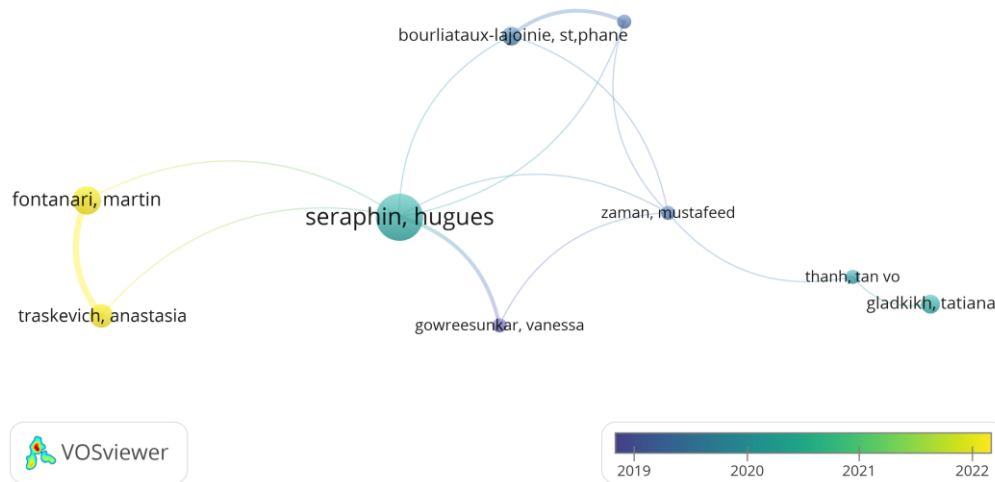 bourliataux-lajoinie, st,phane
fontanari, martin
seraphin, hugues
zaman, mustafeed
thanh, tan vo
gladkikh, tatiana
traskevich, anastasia
gowreesunkar, vanessa
VOSviewer
2019 2020 2021 2022